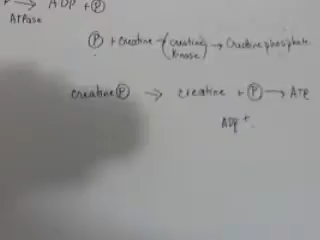 → ADP + P
ATPase
P + creatine → (creatine kinase) → Creatine phosphate
creatine P → creatine + P → ATP
ADP +